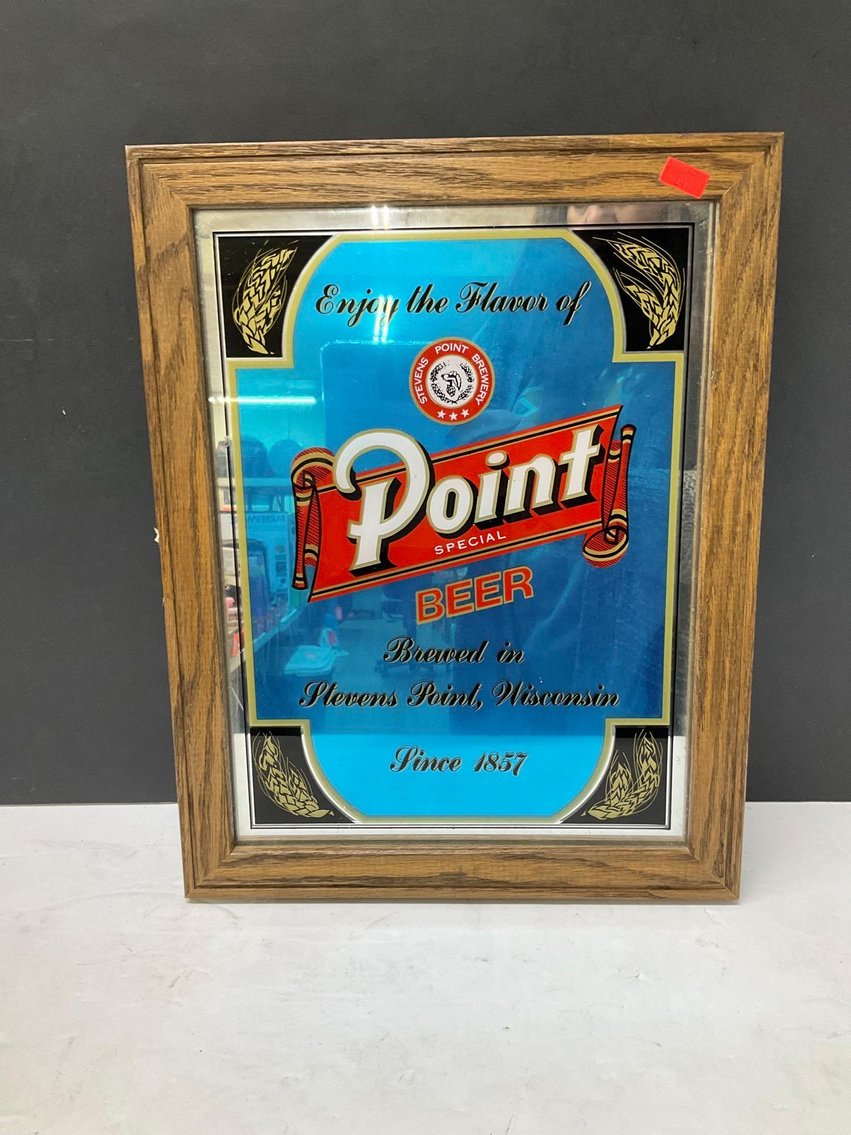 Enjoy the Flavor of
STEVENS POINT BREWERY
Point
SPECIAL
BEER
Brewed in
Stevens Point, Wisconsin
Since 1857